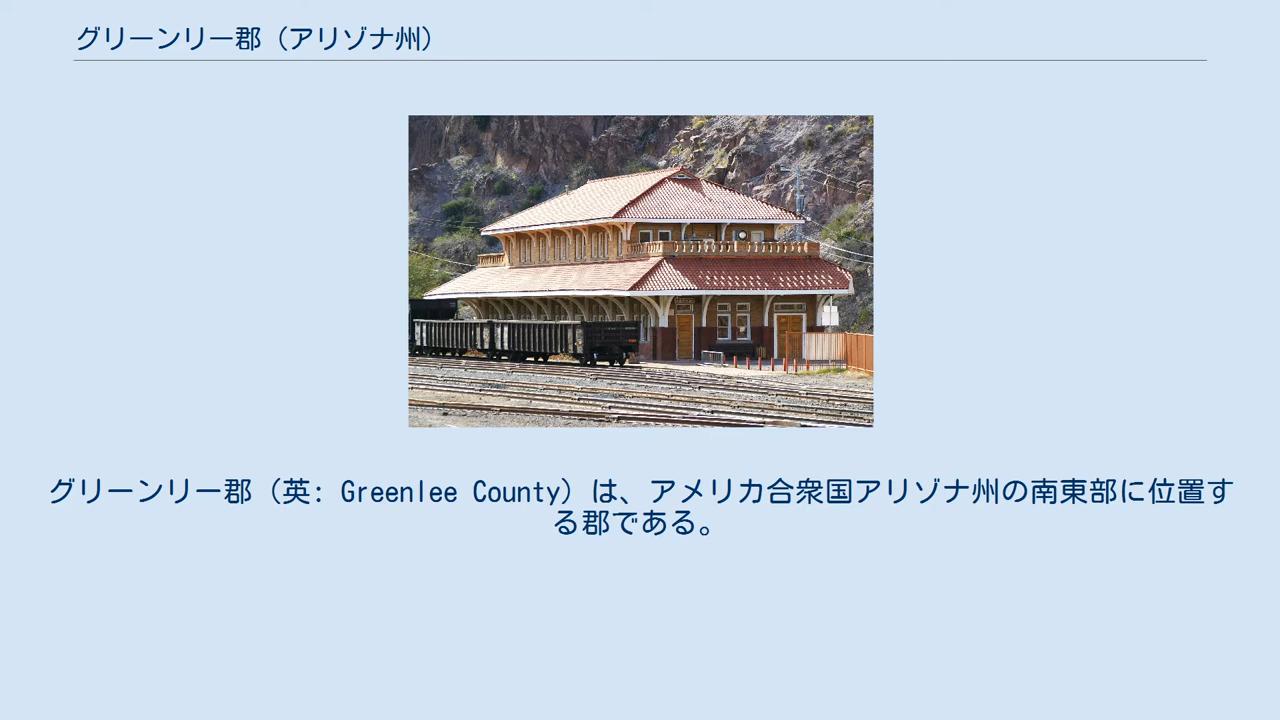 グリーンリー郡（アリゾナ州）
グリーンリー郡（英: Greenlee County）は、アメリカ合衆国アリゾナ州の南東部に位置す
る郡である。